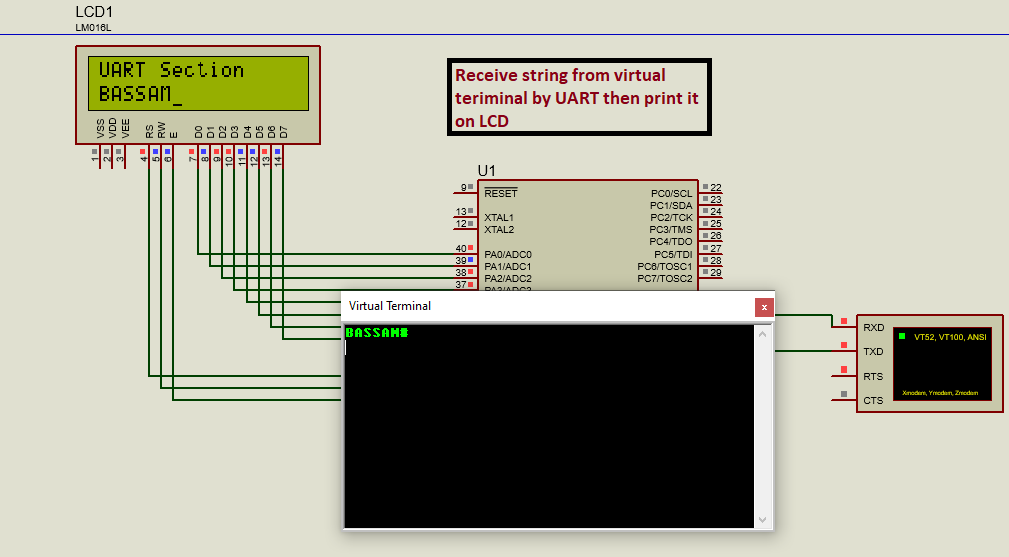 LCD1
LM016L
UART Section
BASSAM_
VSS
VDD
VEE
RS
RW
E
D0
D1
D2
D3
D4
D5
D6
D7
1
2
3
4
5
6
7
8
9
10
11
12
13
14
Receive string from virtual
teriminal by UART then print it
on LCD
U1
9
RESET
13
XTAL1
12
XTAL2
40
PA0/ADC0
39
PA1/ADC1
38
PA2/ADC2
37
PC0/SCL
22
PC1/SDA
23
PC2/TCK
24
PC3/TMS
25
PC4/TDO
26
PC5/TDI
27
PC6/TOSC1
28
PC7/TOSC2
29
Virtual Terminal
x
BASSAM#
RXD
TXD
RTS
CTS
VT52, VT100, ANSI
Xmodem, Ymodem, Zmodem